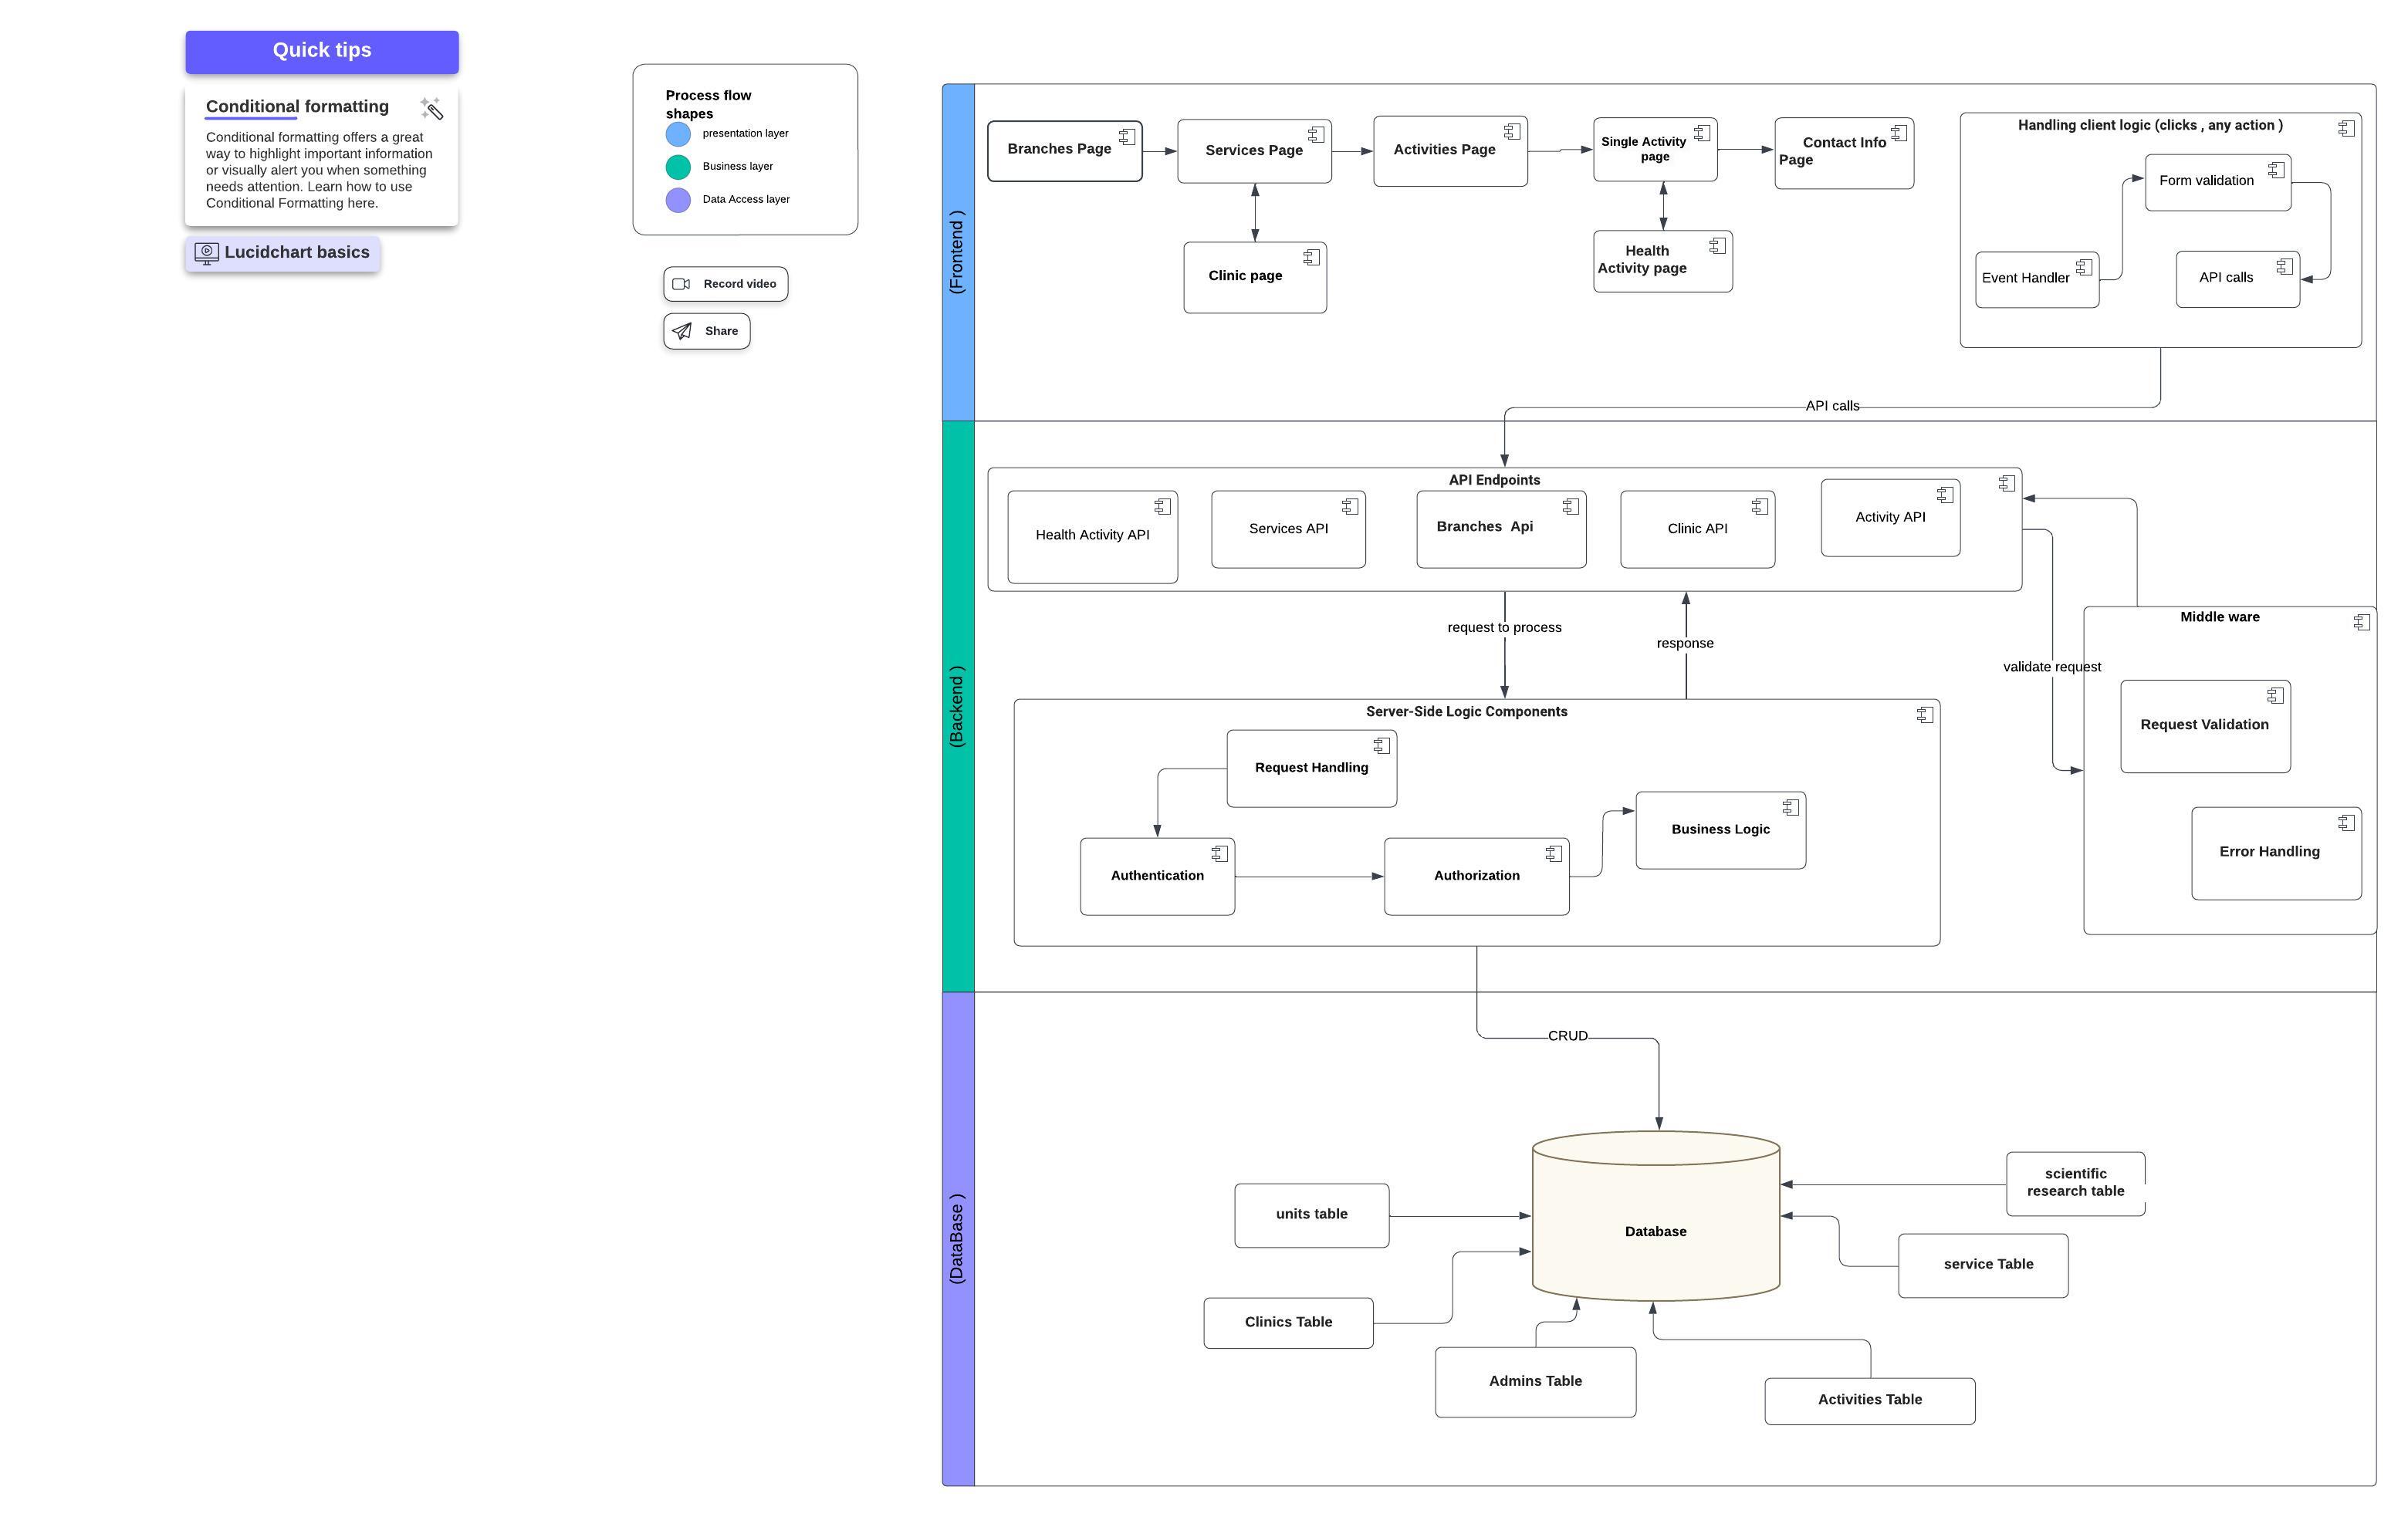 Quick tips
Conditional formatting
Conditional formatting offers a great
way to highlight important information
or visually alert you when something
needs attention. Learn how to use
Conditional Formatting here.
Lucidchart basics
Process flow
shapes
presentation layer
Business layer
Data Access layer
Record video
Share
(Frontend )
Branches Page
Services Page
Activities Page
Single Activity
page
Contact Info
Page
Clinic page
Health
Activity page
Handling client logic (clicks , any action )
Form validation
Event Handler
API calls
API calls
(Backend )
API Endpoints
Health Activity API
Services API
Branches  Api
Clinic API
Activity API
request to process
response
validate request
Middle ware
Request Validation
Error Handling
Server-Side Logic Components
Request Handling
Authentication
Authorization
Business Logic
(DataBase )
CRUD
Database
units table
Clinics Table
Admins Table
Activities Table
service Table
scientific
research table